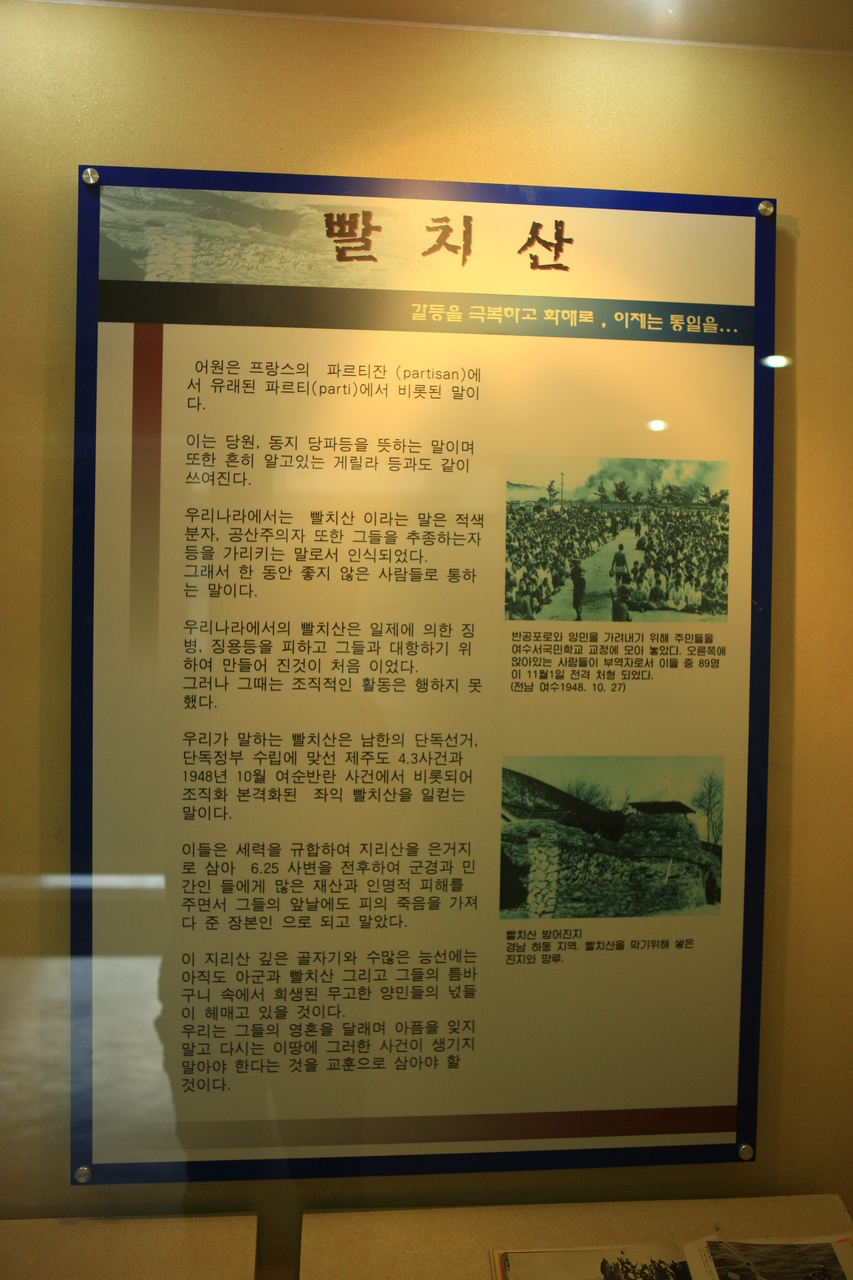 빨치산
갈등을 극복하고 화해로 , 이제는 통일을...
어원은 프랑스의 파르티잔 (partisan)에
서 유래된 파르티(parti)에서 비롯된 말이
다.
이는 당원, 동지 당파등을 뜻하는 말이며
또한 흔히 알고있는 게릴라 등과도 같이
쓰여진다.
우리나라에서는 빨치산 이라는 말은 적색
분자, 공산주의자 또한 그들을 추종하는자
등을 가리키는 말로서 인식되었다.
그래서 한 동안 좋지 않은 사람들로 통하
는 말이다.
우리나라에서의 빨치산은 일제에 의한 징
병, 징용등을 피하고 그들과 대항하기 위
하여 만들어 진것이 처음 이었다.
그러나 그때는 조직적인 활동은 행하지 못
했다.
우리가 말하는 빨치산은 남한의 단독선거,
단독정부 수립에 맞선 제주도 4.3사건과
1948년 10월 여순반란 사건에서 비롯되어
조직화 본격화된 좌익 빨치산을 일컫는
말이다.
이들은 세력을 규합하여 지리산을 은거지
로 삼아 6.25 사변을 전후하여 군경과 민
간인 들에게 많은 재산과 인명적 피해를
주면서 그들의 앞날에도 피의 죽음을 가져
다 준 장본인 으로 되고 말았다.
이 지리산 깊은 골자기와 수많은 능선에는
아직도 아군과 빨치산 그리고 그들의 틈바
구니 속에서 희생된 무고한 양민들의 넋들
이 헤매고 있을 것이다.
우리는 그들의 영혼을 달래며 아픔을 잊지
말고 다시는 이땅에 그러한 사건이 생기지
말아야 한다는 것을 교훈으로 삼아야 할
것이다.
반공포로와 양민을 가려내기 위해 주민들을
여수서국민학교 교정에 모아 놓았다. 오른쪽에
앉아있는 사람들이 부역자로서 이들 중 89명
이 11월1일 전격 처형 되었다.
(전남 여수1948. 10. 27)
빨치산 방어진지
경남 하동 지역. 빨치산을 막기위해 쌓은
진지와 망루.